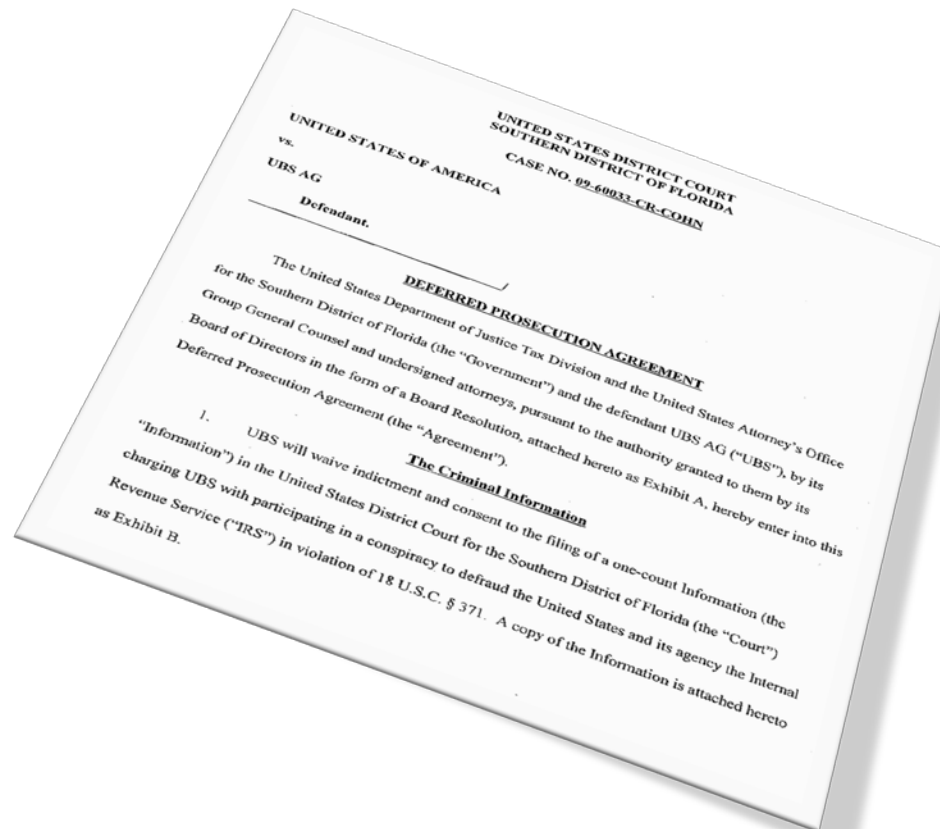 UNITED STATES DISTRICT COURT
SOUTHERN DISTRICT OF FLORIDA
CASE NO. 09-60033-CR-COHN
UNITED STATES OF AMERICA
vs.
UBS AG
Defendant.
/
DEFERRED PROSECUTION AGREEMENT
The United States Department of Justice Tax Division and the United States Attorney's Office
for the Southern District of Florida (the “Government”) and the defendant UBS AG (“UBS”), by its
Group General Counsel and undersigned attorneys, pursuant to the authority granted to them by its
Board of Directors in the form of a Board Resolution, attached hereto as Exhibit A, hereby enter into this
Deferred Prosecution Agreement (the “Agreement”).
The Criminal Information
1. UBS will waive indictment and consent to the filing of a one-count Information (the
“Information”) in the United States District Court for the Southern District of Florida (the “Court”)
charging UBS with participating in a conspiracy to defraud the United States and its agency the Internal
Revenue Service (“IRS”) in violation of 18 U.S.C. § 371. A copy of the Information is attached hereto
as Exhibit B.